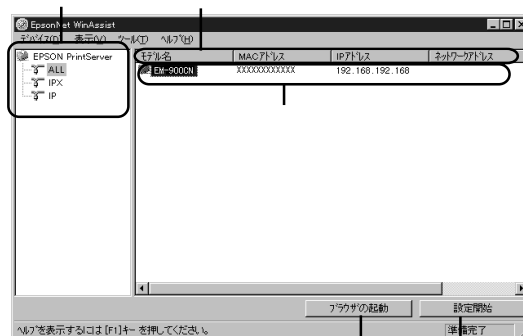 EpsonNet WinAssist
デバイス(D) 表示(V) ツール(T) ヘルプ(H)
EPSON PrintServer
ALL
IPX
IP
モデル名 MACアドレス IPアドレス ネットワークアドレス
EM-900CN XXXXXXXXXXXX 192.168.192.168
ブラウザの起動 設定開始
ヘルプを表示するには [F1]キー を押してください。 準備完了